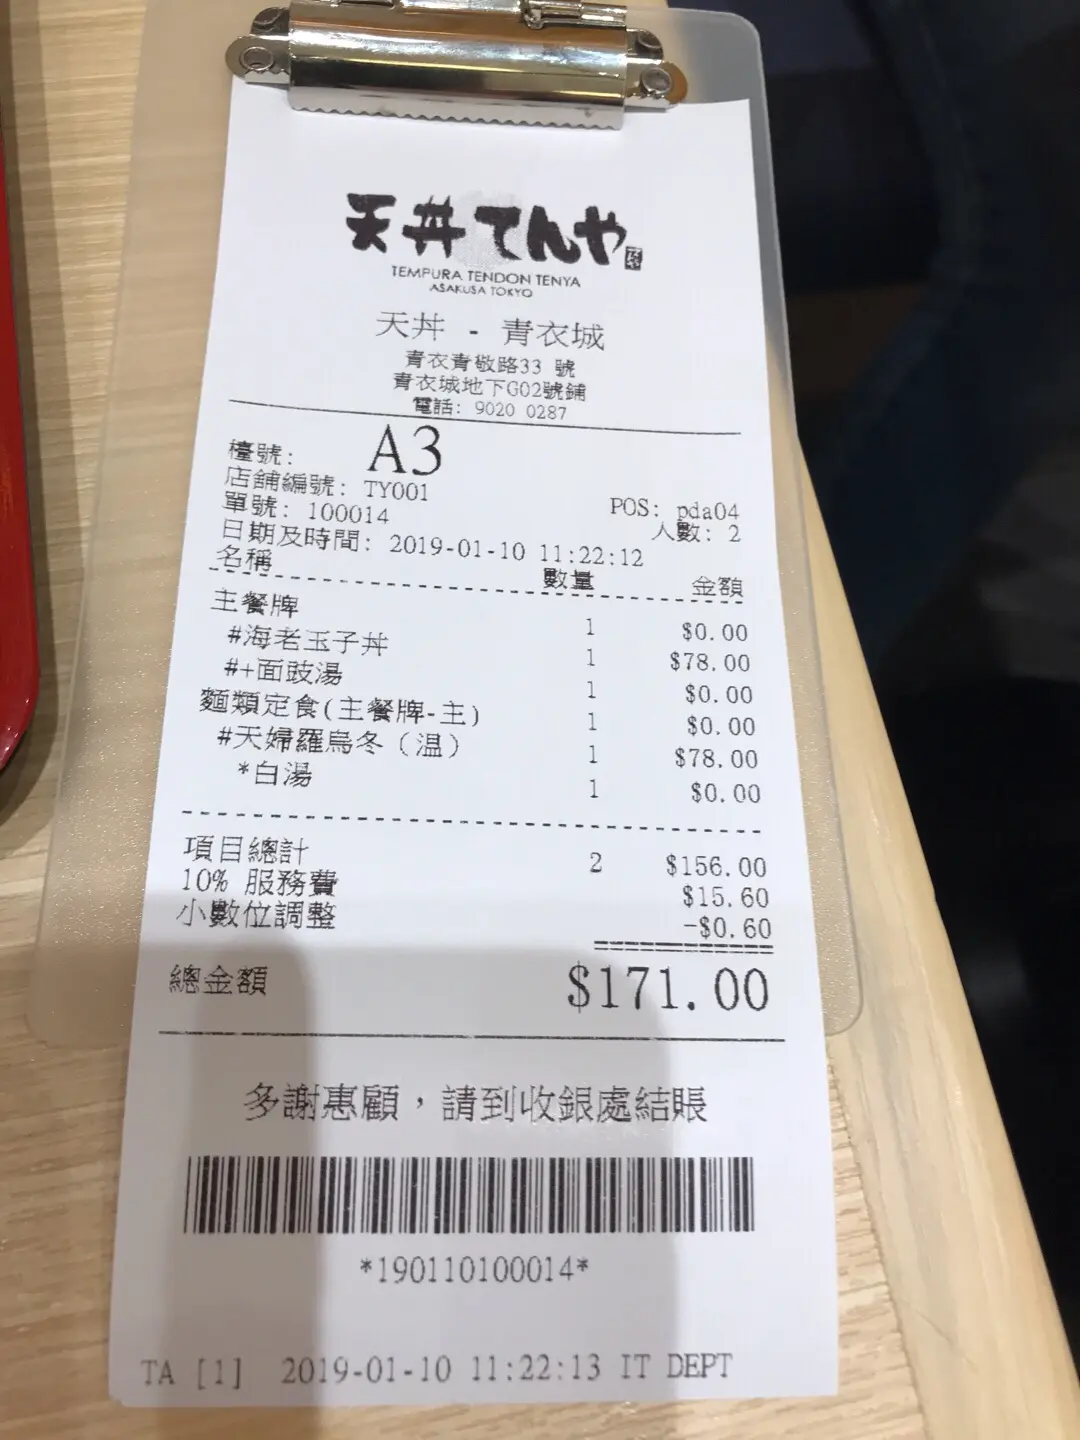 天丼 てんや
TEMPURA TENDON TENYA
ASAKUSA TOKYO
天丼 - 青衣城
青衣青敬路33 號
青衣城地下G02號鋪
電話: 9020 0287
檯號: A3
店舖編號: TY001
POS: pda04
單號: 100014
人數: 2
日期及時間: 2019-01-10 11:22:12
名稱 數量 金額
主餐牌 1 $0.00
#海老玉子丼 1 $78.00
#+面豉湯 1 $0.00
麵類定食(主餐牌-主) 1 $0.00
#天婦羅烏冬（温） 1 $78.00
*白湯 1 $0.00
項目總計 2 $156.00
10% 服務費 $15.60
小數位調整 -$0.60
總金額 $171.00
多謝惠顧，請到收銀處結賬
*190110100014*
TA [1] 2019-01-10 11:22:13 IT DEPT